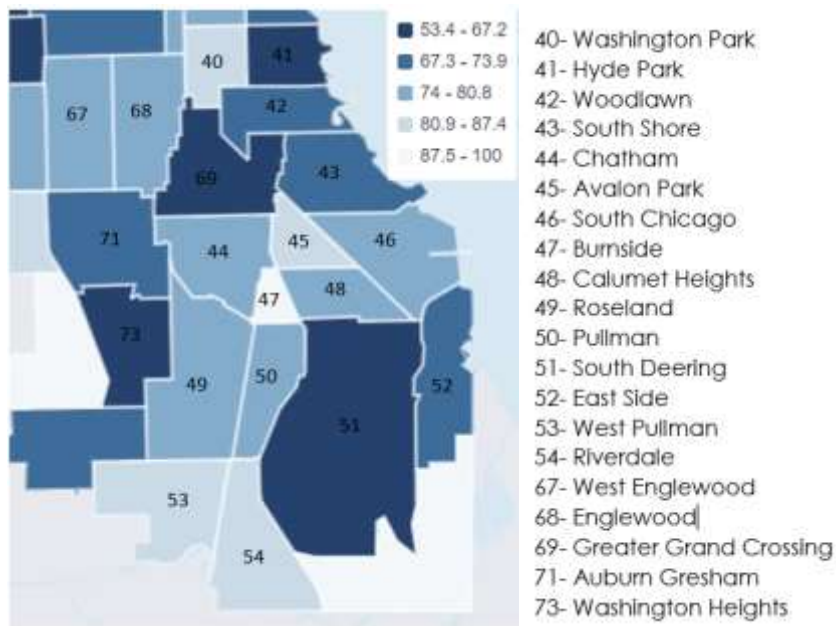 53.4 - 67.2
67.3 - 73.9
74 - 80.8
80.9 - 87.4
87.5 - 100
40
41
42
67
68
69
43
71
44
45
46
47
48
73
49
50
51
52
53
54
40- Washington Park
41- Hyde Park
42- Woodlawn
43- South Shore
44- Chatham
45- Avalon Park
46- South Chicago
47- Burnside
48- Calumet Heights
49- Roseland
50- Pullman
51- South Deering
52- East Side
53- West Pullman
54- Riverdale
67- West Englewood
68- Englewood
69- Greater Grand Crossing
71- Auburn Gresham
73- Washington Heights